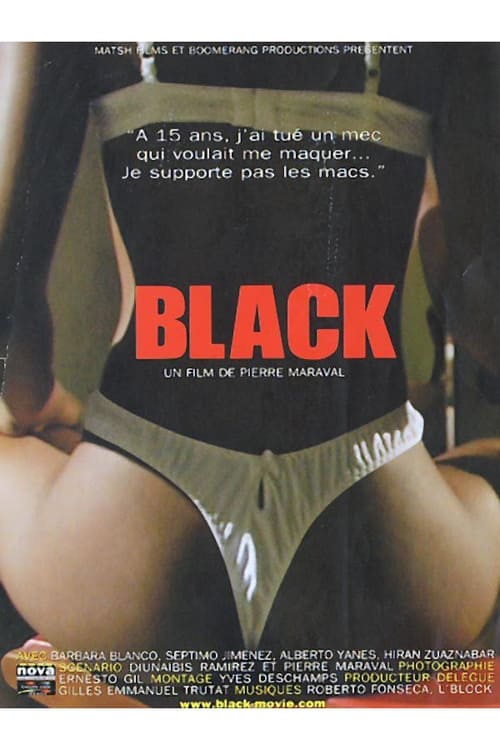 MATSH FILMS ET BOOMERANG PRODUCTIONS PRÉSENTENT
"A 15 ans, j'ai tué un mec
qui voulait me maquer...
Je supporte pas les macs."
BLACK
UN FILM DE PIERRE MARAVAL
AVEC BARBARA BLANCO, SEPTIMO JIMENEZ, ALBERTO YANES, HIRAN ZUAZNABAR
nova SCENARIO DIUNAIBIS RAMIREZ ET PIERRE MARAVAL PHOTOGRAPHIE
ERNESTO GIL MONTAGE YVES DESCHAMPS PRODUCTEUR DELEGUE
GILLES EMMANUEL TRUTAT MUSIQUES ROBERTO FONSECA, L'BLOCK
www.black-movie.com